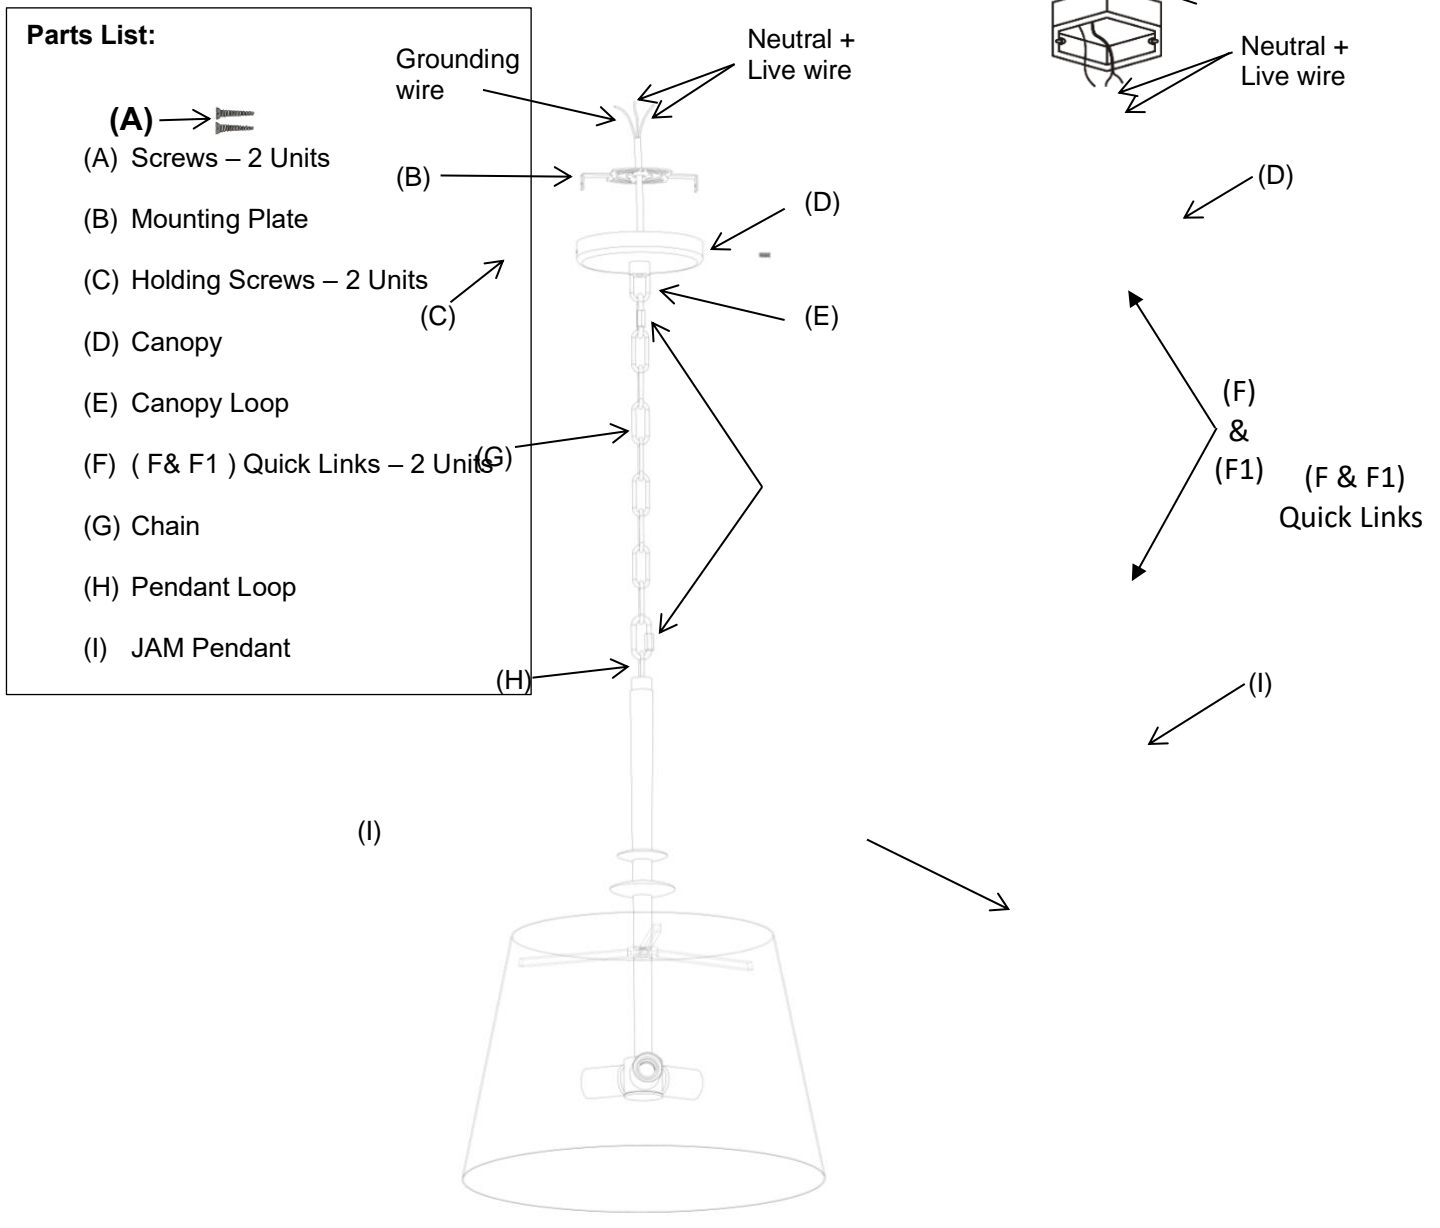 Parts List:
(A)
(A) Screws – 2 Units
(B) Mounting Plate
(C) Holding Screws – 2 Units
(D) Canopy
(E) Canopy Loop
(F) ( F& F1 ) Quick Links – 2 Units
(G) Chain
(H) Pendant Loop
(I) JAM Pendant
Grounding
wire
Neutral +
Live wire
(B)
(D)
(C)
(E)
(G)
(H)
(I)
Neutral +
Live wire
(D)
(F)
&
(F1)
(F & F1)
Quick Links
(I)